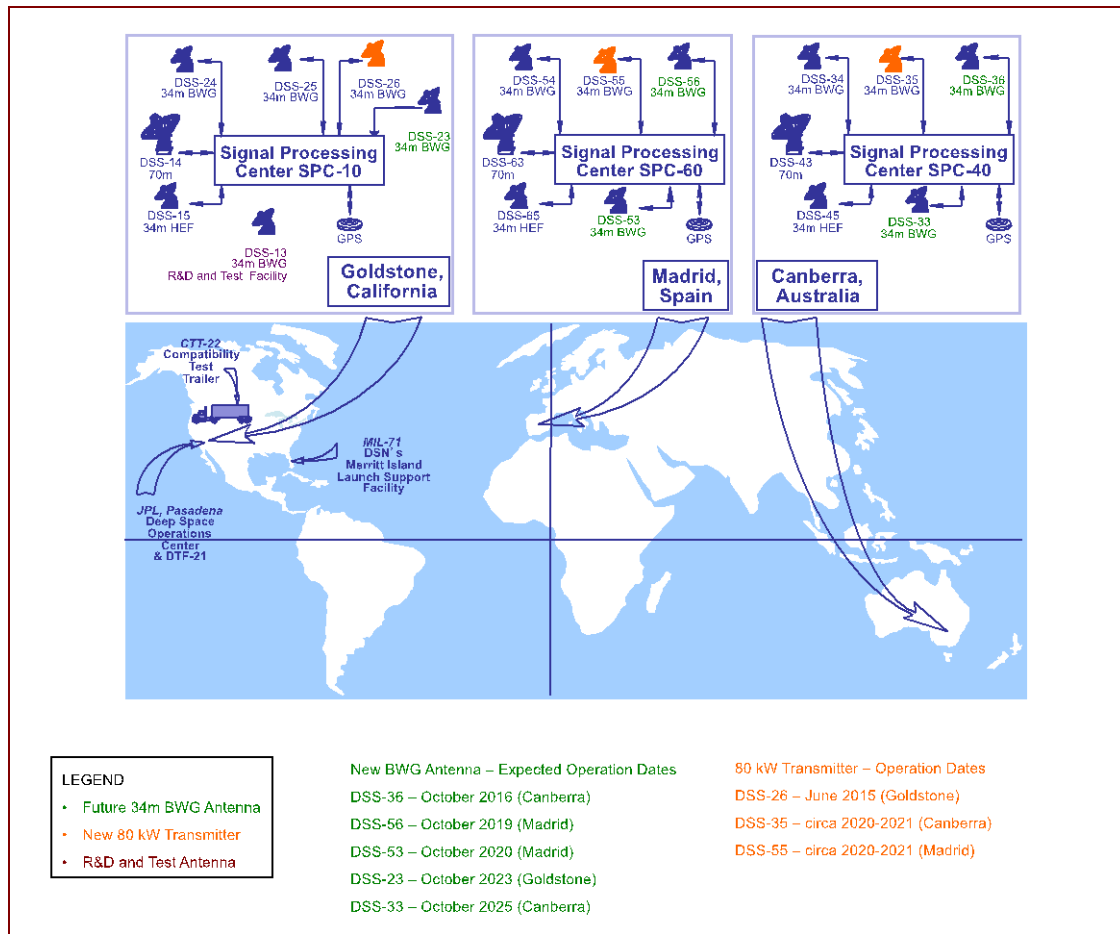 DSS-24
34m BWG
DSS-25
34m BWG
DSS-26
34m BWG
DSS-23
34m BWG
DSS-14
70m
Signal Processing
Center SPC-10
DSS-15
34m HEF
DSS-13
34m BWG
R&D and Test Facility
GPS
Goldstone,
California
DSS-54
34m BWG
DSS-55
34m BWG
DSS-56
34m BWG
DSS-63
70m
Signal Processing
Center SPC-60
DSS-65
34m HEF
DSS-53
34m BWG
GPS
Madrid,
Spain
DSS-34
34m BWG
DSS-35
34m BWG
DSS-36
34m BWG
DSS-43
70m
Signal Processing
Center SPC-40
DSS-45
34m HEF
DSS-33
34m BWG
GPS
Canberra,
Australia
CTT-22
Compatibility
Test
Trailer
MIL-71
DSN's
Merritt Island
Launch Support
Facility
JPL, Pasadena
Deep Space
Operations
Center
& DTF-21
LEGEND
• Future 34m BWG Antenna
• New 80 kW Transmitter
• R&D and Test Antenna
New BWG Antenna – Expected Operation Dates
DSS-36 – October 2016 (Canberra)
DSS-56 – October 2019 (Madrid)
DSS-53 – October 2020 (Madrid)
DSS-23 – October 2023 (Goldstone)
DSS-33 – October 2025 (Canberra)
80 kW Transmitter – Operation Dates
DSS-26 – June 2015 (Goldstone)
DSS-35 – circa 2020-2021 (Canberra)
DSS-55 – circa 2020-2021 (Madrid)